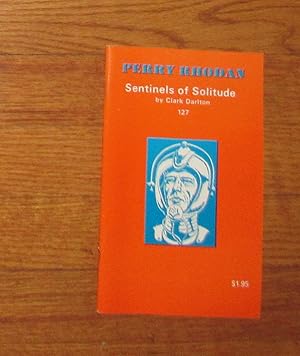 PERRY RHODAN
Sentinels of Solitude
by Clark Darlton
127
$1.95